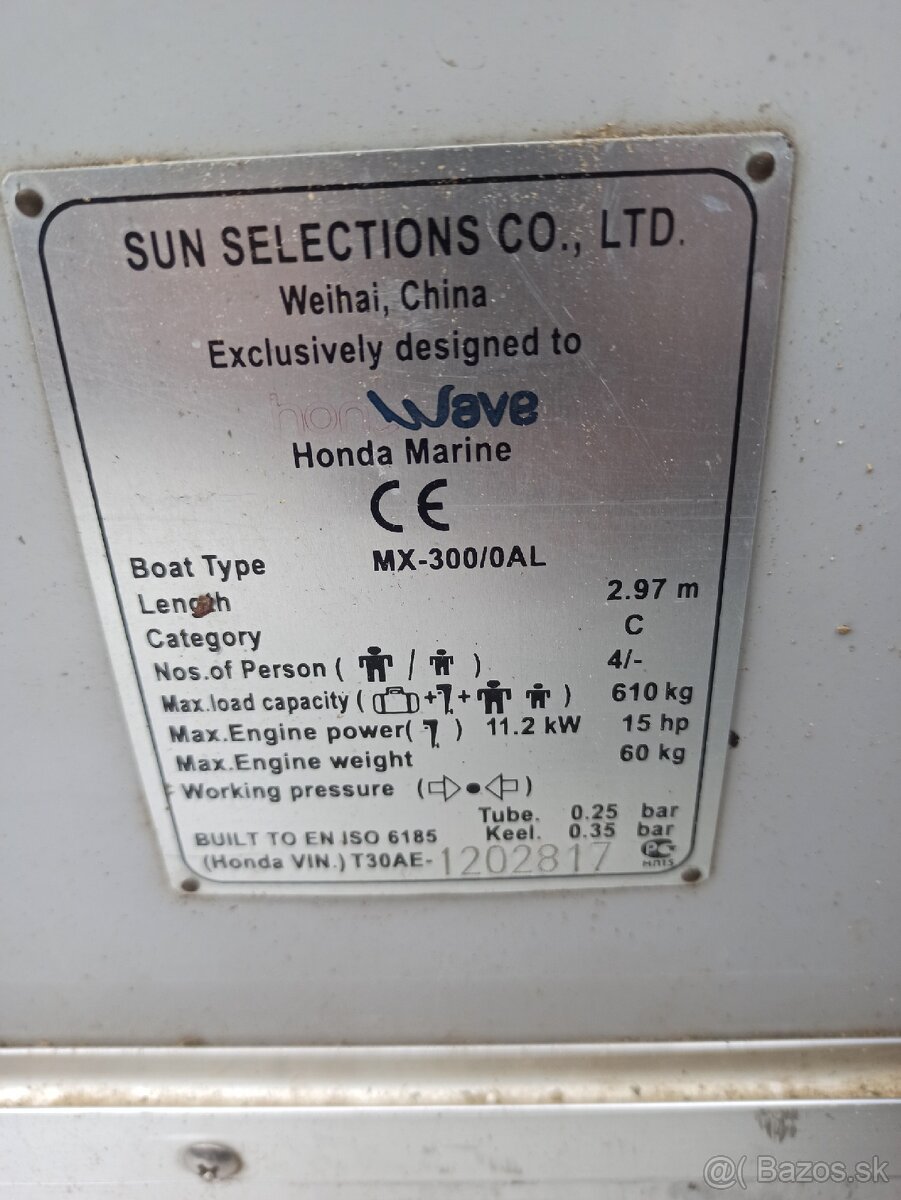 SUN SELECTIONS CO., LTD.
Weihai, China
Exclusively designed to
honWave
Honda Marine
CE
Boat Type MX-300/0AL
Length 2.97 m
Category C
Nos.of Person ( / ) 4/-
Max.load capacity ( + + ) 610 kg
Max.Engine power( ) 11.2 kW 15 hp
Max.Engine weight 60 kg
Working pressure ( )
Tube. 0.25 bar
Keel. 0.35 bar
BUILT TO EN ISO 6185
(Honda VIN.) T30AE-1202817
@( Bazos.sk